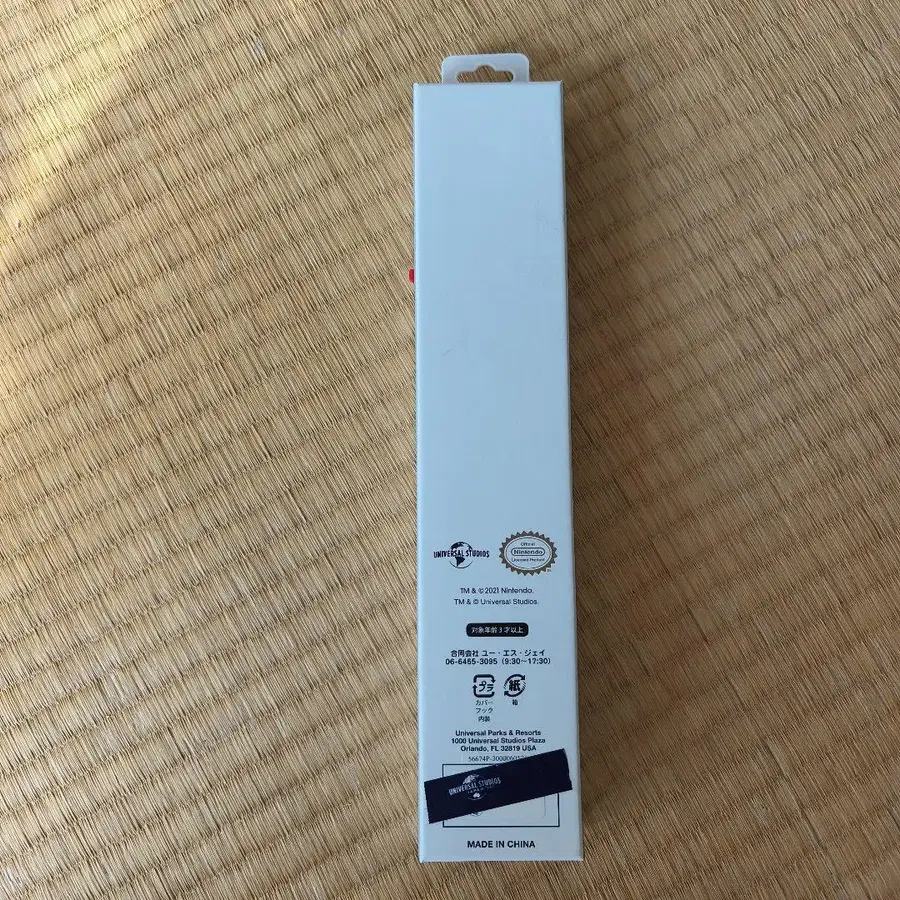 UNIVERSAL STUDIOS
Official
Nintendo
Licensed Product
TM & © 2021 Nintendo.
TM & © Universal Studios.
対象年齢3才以上
合同会社 ユー・エス・ジェイ
06-6465-3095（9:30〜17:30）
プラ
紙
カバー
フック
内装
箱
Universal Parks & Resorts
1000 Universal Studios Plaza
Orlando, FL 32819 USA
UNIVERSAL STUDIOS
MADE IN CHINA